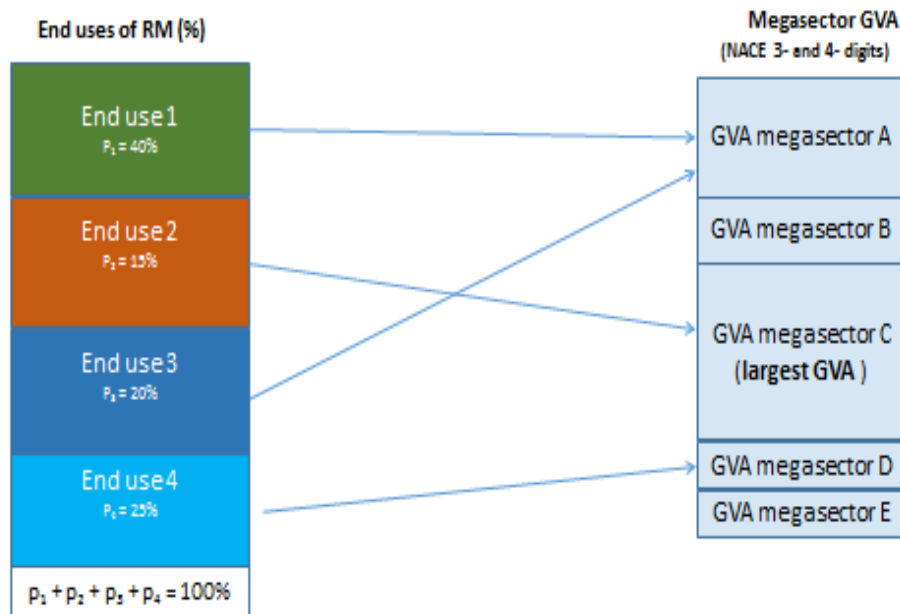 End uses of RM (%)
End use 1
P₁ = 40%
End use 2
P₂ = 15%
End use 3
P₃ = 20%
End use 4
P₄ = 25%
p₁ + p₂ + p₃ + p₄ = 100%
Megasector GVA
(NACE 3- and 4- digits)
GVA megasector A
GVA megasector B
GVA megasector C
(largest GVA )
GVA megasector D
GVA megasector E